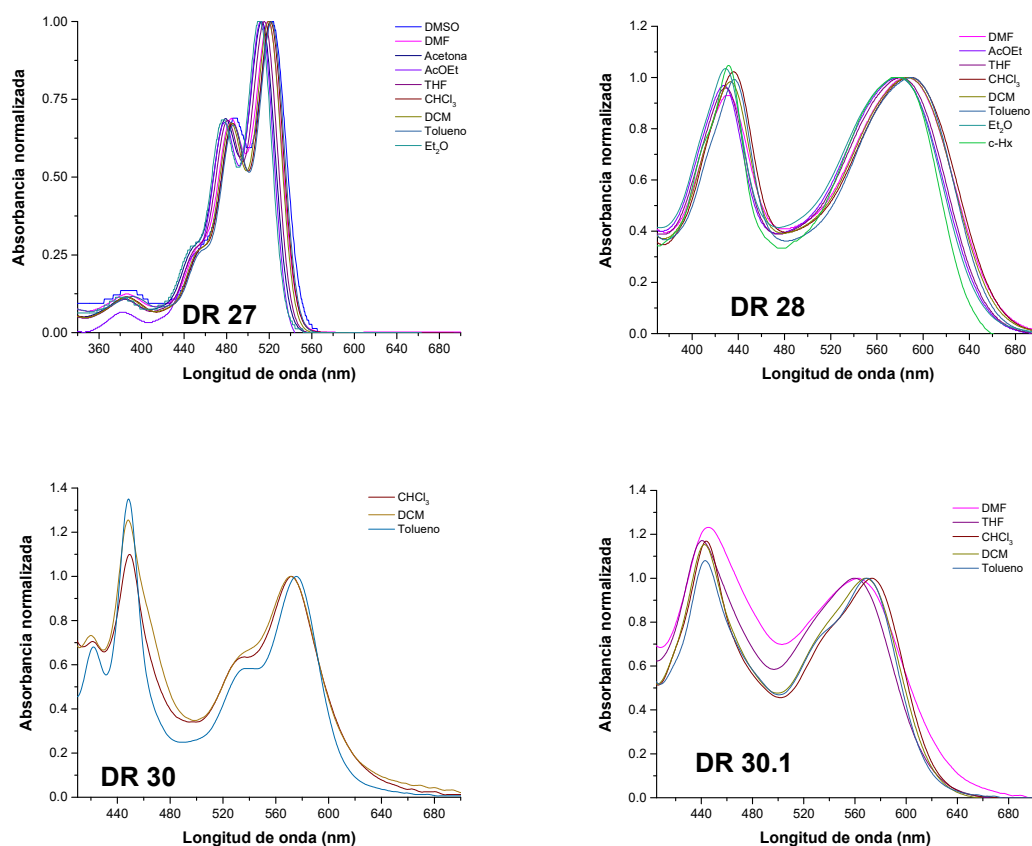 Absorbancia normalizada
1.00
0.75
0.50
0.25
0.00
340
400
460
520
580
640
700
Longitud de onda (nm)
DMSO
DMF
Acetona
AcOEt
THF
CHCl₃
DCM
Tolueno
Et₂O
DR 27
Absorbancia normalizada
1.2
1.0
0.8
0.6
0.4
0.2
0.0
400
440
480
520
560
600
640
680
Longitud de onda (nm)
DMF
AcOEt
THF
CHCl₃
DCM
Tolueno
Et₂O
c-Hx
DR 28
Absorbancia normalizada
1.4
1.2
1.0
0.8
0.6
0.4
0.2
0.0
440
480
520
560
600
640
680
Longitud de onda (nm)
CHCl₃
DCM
Tolueno
DR 30
Absorbancia normalizada
1.4
1.2
1.0
0.8
0.6
0.4
0.2
0.0
440
480
520
560
600
640
680
Longitud de onda (nm)
DMF
THF
CHCl₃
DCM
Tolueno
DR 30.1